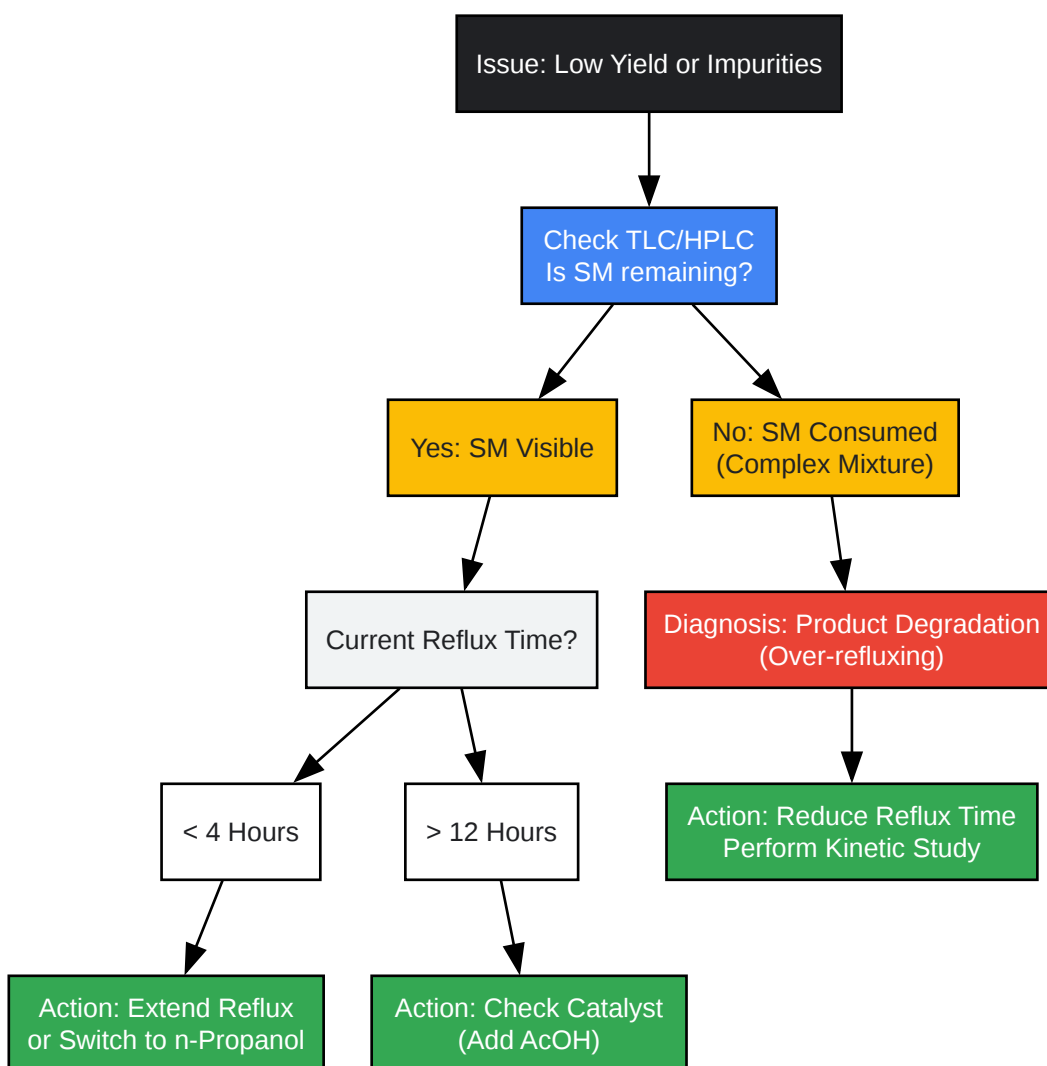 Issue: Low Yield or Impurities
Check TLC/HPLC
Is SM remaining?
Yes: SM Visible
No: SM Consumed
(Complex Mixture)
Current Reflux Time?
Diagnosis: Product Degradation
(Over-refluxing)
< 4 Hours
> 12 Hours
Action: Reduce Reflux Time
Perform Kinetic Study
Action: Extend Reflux
or Switch to n-Propanol
Action: Check Catalyst
(Add AcOH)